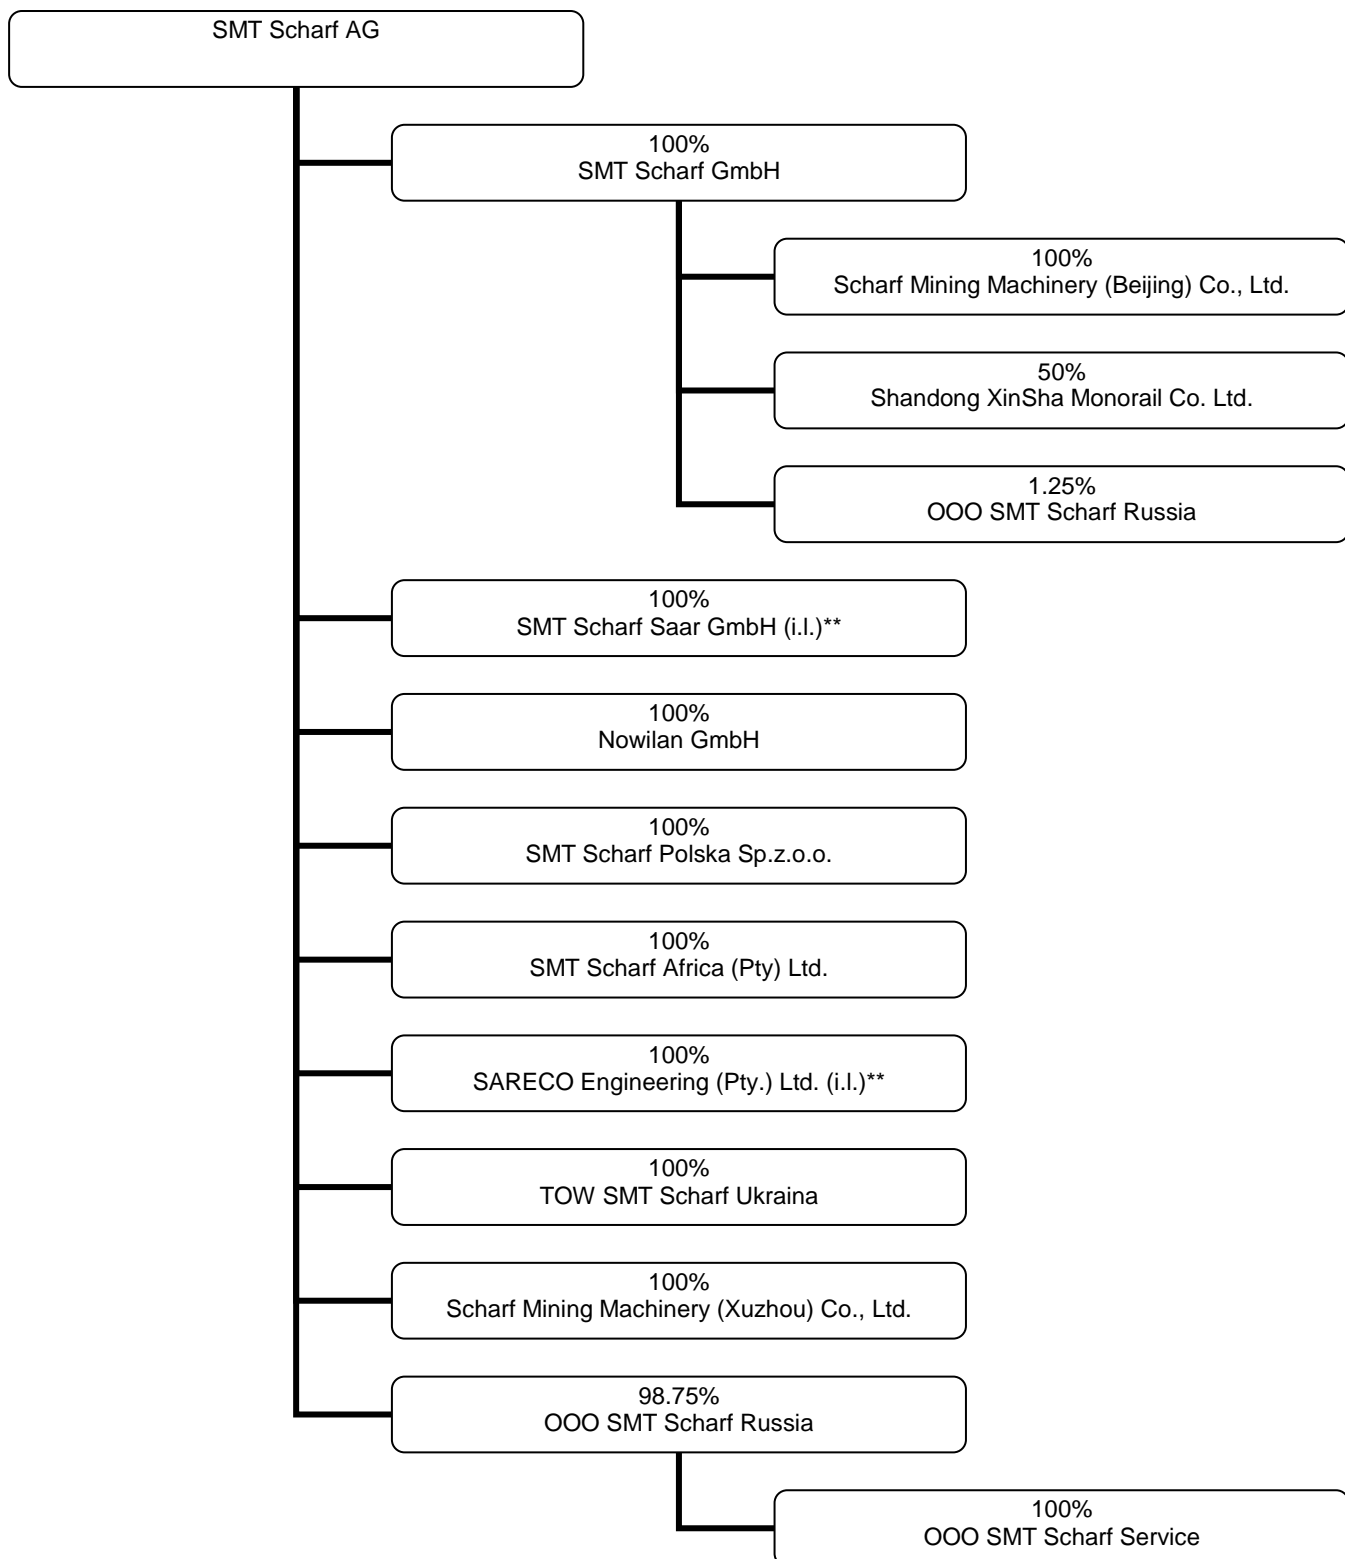 SMT Scharf AG
100%
SMT Scharf GmbH
100%
Scharf Mining Machinery (Beijing) Co., Ltd.
50%
Shandong XinSha Monorail Co. Ltd.
1.25%
OOO SMT Scharf Russia
100%
SMT Scharf Saar GmbH (i.l.)**
100%
Nowilan GmbH
100%
SMT Scharf Polska Sp.z.o.o.
100%
SMT Scharf Africa (Pty) Ltd.
100%
SARECO Engineering (Pty.) Ltd. (i.l.)**
100%
TOW SMT Scharf Ukraina
100%
Scharf Mining Machinery (Xuzhou) Co., Ltd.
98.75%
OOO SMT Scharf Russia
100%
OOO SMT Scharf Service